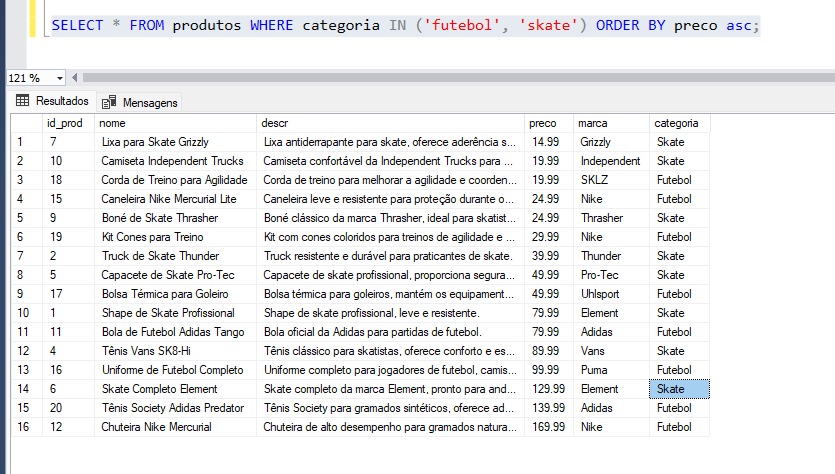 SELECT * FROM produtos WHERE categoria IN ('futebol', 'skate') ORDER BY preco asc;
121 %
Resultados Mensagens
id_prod nome descr preco marca categoria
1 7 Lixa para Skate Grizzly Lixa antiderrapante para skate, oferece aderência s... 14.99 Grizzly Skate
2 10 Camiseta Independent Trucks Camiseta confortável da Independent Trucks para ... 19.99 Independent Skate
3 18 Corda de Treino para Agilidade Corda de treino para melhorar a agilidade e coorden... 19.99 SKLZ Futebol
4 15 Caneleira Nike Mercurial Lite Caneleira leve e resistente para proteção durante o... 24.99 Nike Futebol
5 9 Boné de Skate Thrasher Boné clássico da marca Thrasher, ideal para skatist... 24.99 Thrasher Skate
6 19 Kit Cones para Treino Kit com cones coloridos para treinos de agilidade e ... 29.99 Nike Futebol
7 2 Truck de Skate Thunder Truck resistente e durável para praticantes de skate. 39.99 Thunder Skate
8 5 Capacete de Skate Pro-Tec Capacete de skate profissional, proporciona segura... 49.99 Pro-Tec Skate
9 17 Bolsa Térmica para Goleiro Bolsa térmica para goleiros, mantém os equipament... 49.99 Uhlsport Futebol
10 1 Shape de Skate Profissional Shape de skate profissional, leve e resistente. 79.99 Element Skate
11 11 Bola de Futebol Adidas Tango Bola oficial da Adidas para partidas de futebol. 79.99 Adidas Futebol
12 4 Tênis Vans SK8-Hi Tênis clássico para skatistas, oferece conforto e es... 89.99 Vans Skate
13 16 Uniforme de Futebol Completo Uniforme completo para jogadores de futebol, camis... 99.99 Puma Futebol
14 6 Skate Completo Element Skate completo da marca Element, pronto para and... 129.99 Element Skate
15 20 Tênis Society Adidas Predator Tênis Society para gramados sintéticos, oferece ad... 139.99 Adidas Futebol
16 12 Chuteira Nike Mercurial Chuteira de alto desempenho para gramados natura... 169.99 Nike Futebol